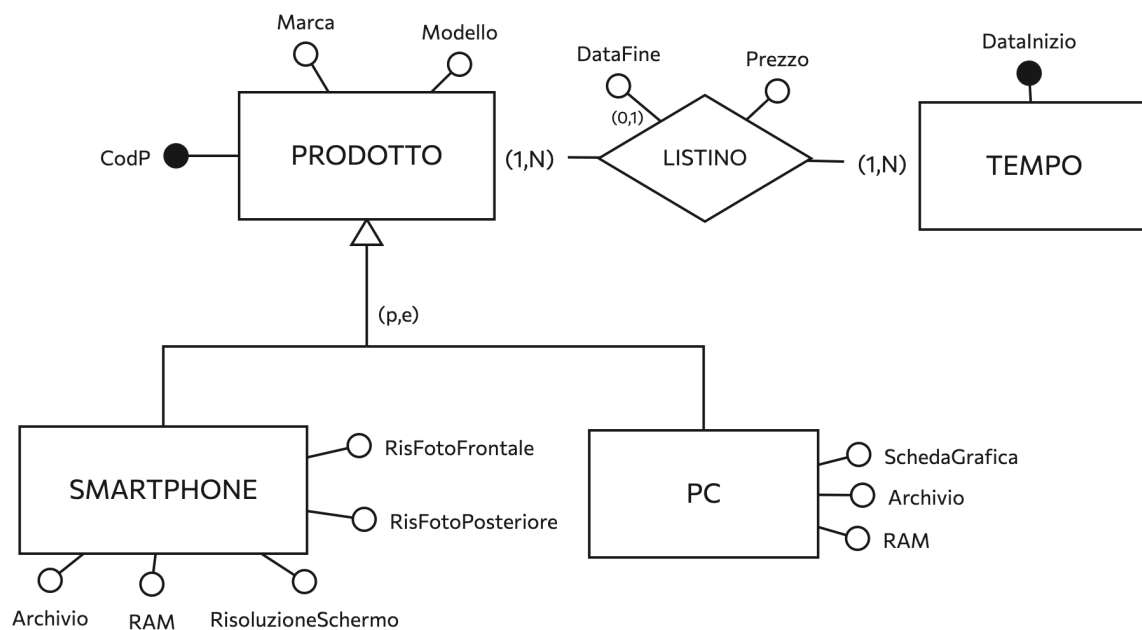 Marca
Modello
DataFine
Prezzo
DataInizio
(0,1)
CodP
PRODOTTO
(1,N)
LISTINO
(1,N)
TEMPO
(p,e)
RisFotoFrontale
SchedaGrafica
SMARTPHONE
PC
Archivio
RisFotoPosteriore
RAM
Archivio
RAM
RisoluzioneSchermo